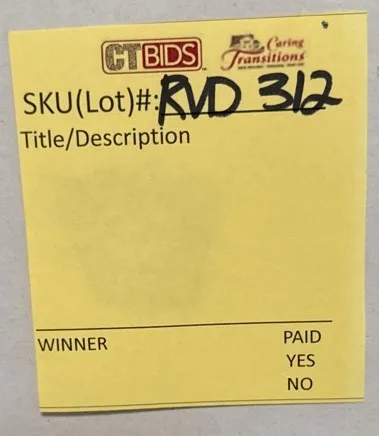 CTBIDS
Caring Transitions
SKU(Lot)#: RVD 312
Title/Description
WINNER PAID
YES
NO